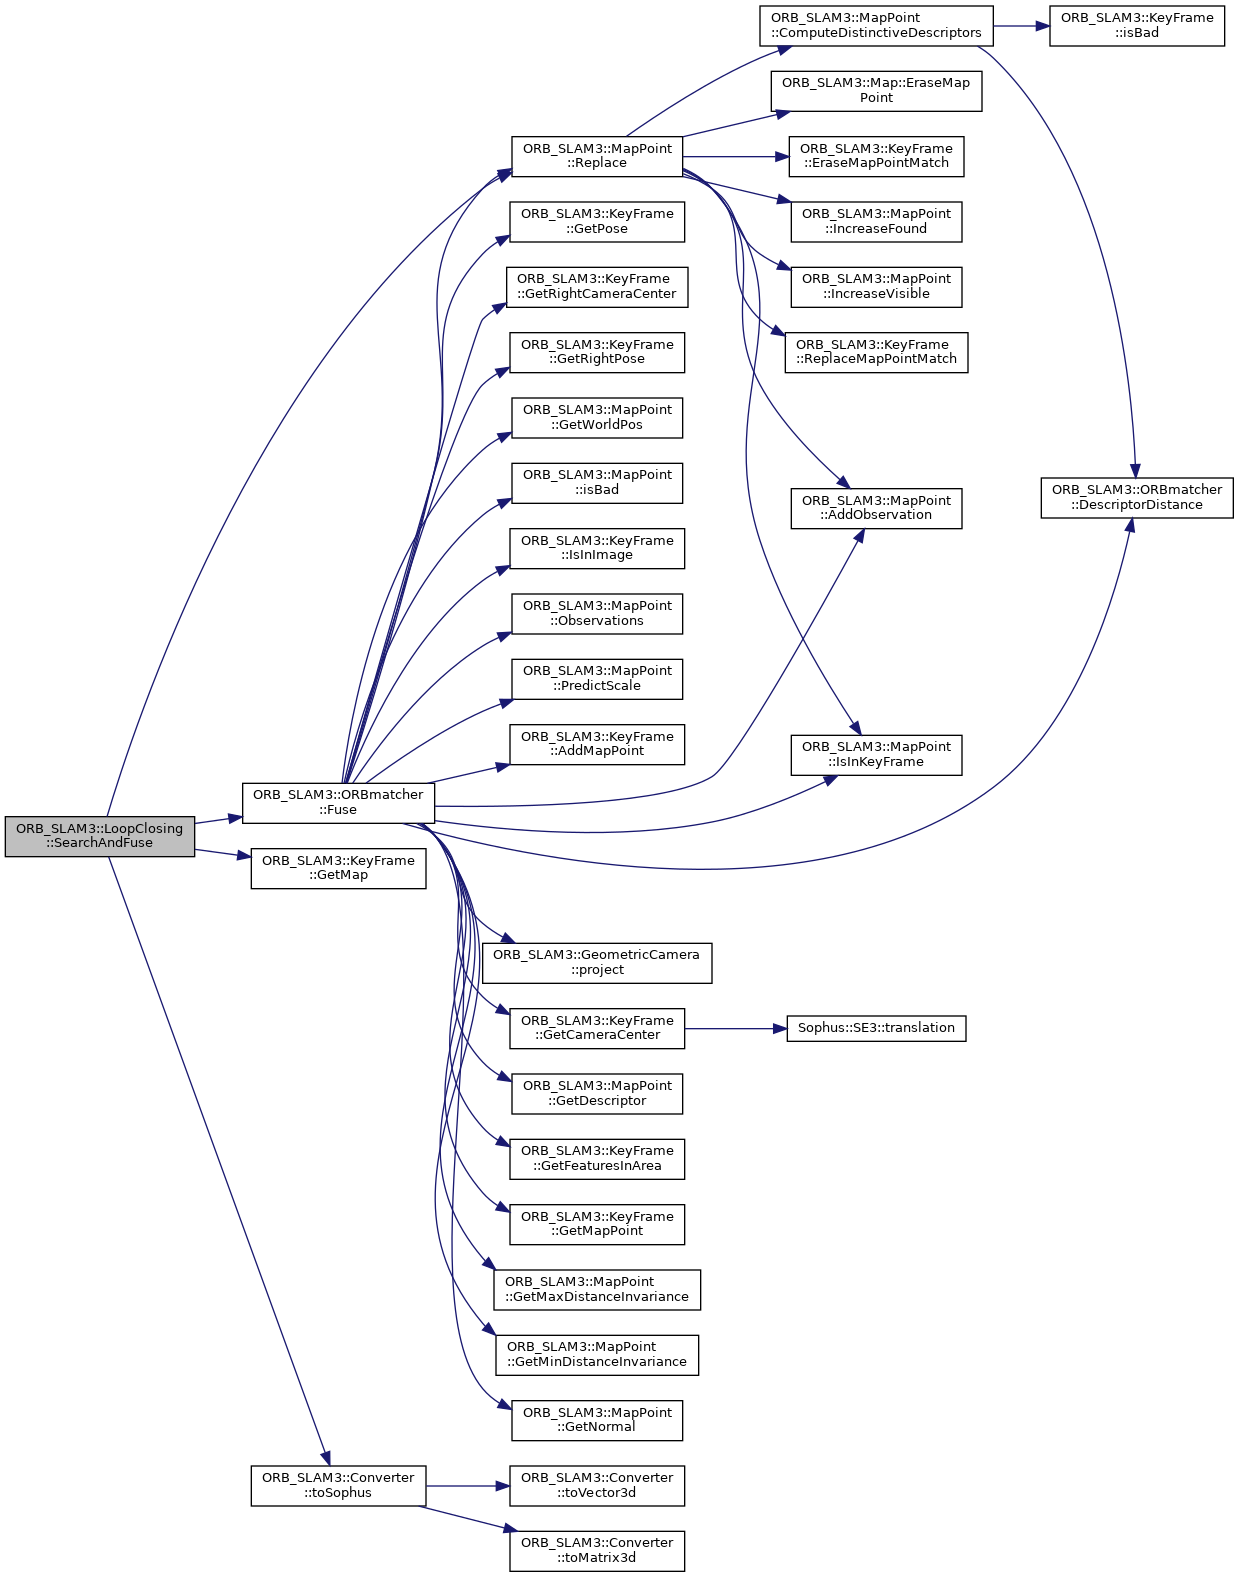 ORB_SLAM3::MapPoint
::ComputeDistinctiveDescriptors
ORB_SLAM3::KeyFrame
::isBad
ORB_SLAM3::Map::EraseMap
Point
ORB_SLAM3::MapPoint
::Replace
ORB_SLAM3::KeyFrame
::EraseMapPointMatch
ORB_SLAM3::KeyFrame
::GetPose
ORB_SLAM3::MapPoint
::IncreaseFound
ORB_SLAM3::KeyFrame
::GetRightCameraCenter
ORB_SLAM3::MapPoint
::IncreaseVisible
ORB_SLAM3::KeyFrame
::GetRightPose
ORB_SLAM3::KeyFrame
::ReplaceMapPointMatch
ORB_SLAM3::MapPoint
::GetWorldPos
ORB_SLAM3::MapPoint
::isBad
ORB_SLAM3::MapPoint
::AddObservation
ORB_SLAM3::ORBmatcher
::DescriptorDistance
ORB_SLAM3::KeyFrame
::IsInImage
ORB_SLAM3::MapPoint
::Observations
ORB_SLAM3::MapPoint
::PredictScale
ORB_SLAM3::KeyFrame
::AddMapPoint
ORB_SLAM3::MapPoint
::IsInKeyFrame
ORB_SLAM3::ORBmatcher
::Fuse
ORB_SLAM3::LoopClosing
::SearchAndFuse
ORB_SLAM3::KeyFrame
::GetMap
ORB_SLAM3::GeometricCamera
::project
ORB_SLAM3::KeyFrame
::GetCameraCenter
Sophus::SE3::translation
ORB_SLAM3::MapPoint
::GetDescriptor
ORB_SLAM3::KeyFrame
::GetFeaturesInArea
ORB_SLAM3::KeyFrame
::GetMapPoint
ORB_SLAM3::MapPoint
::GetMaxDistanceInvariance
ORB_SLAM3::MapPoint
::GetMinDistanceInvariance
ORB_SLAM3::MapPoint
::GetNormal
ORB_SLAM3::Converter
::toSophus
ORB_SLAM3::Converter
::toVector3d
ORB_SLAM3::Converter
::toMatrix3d